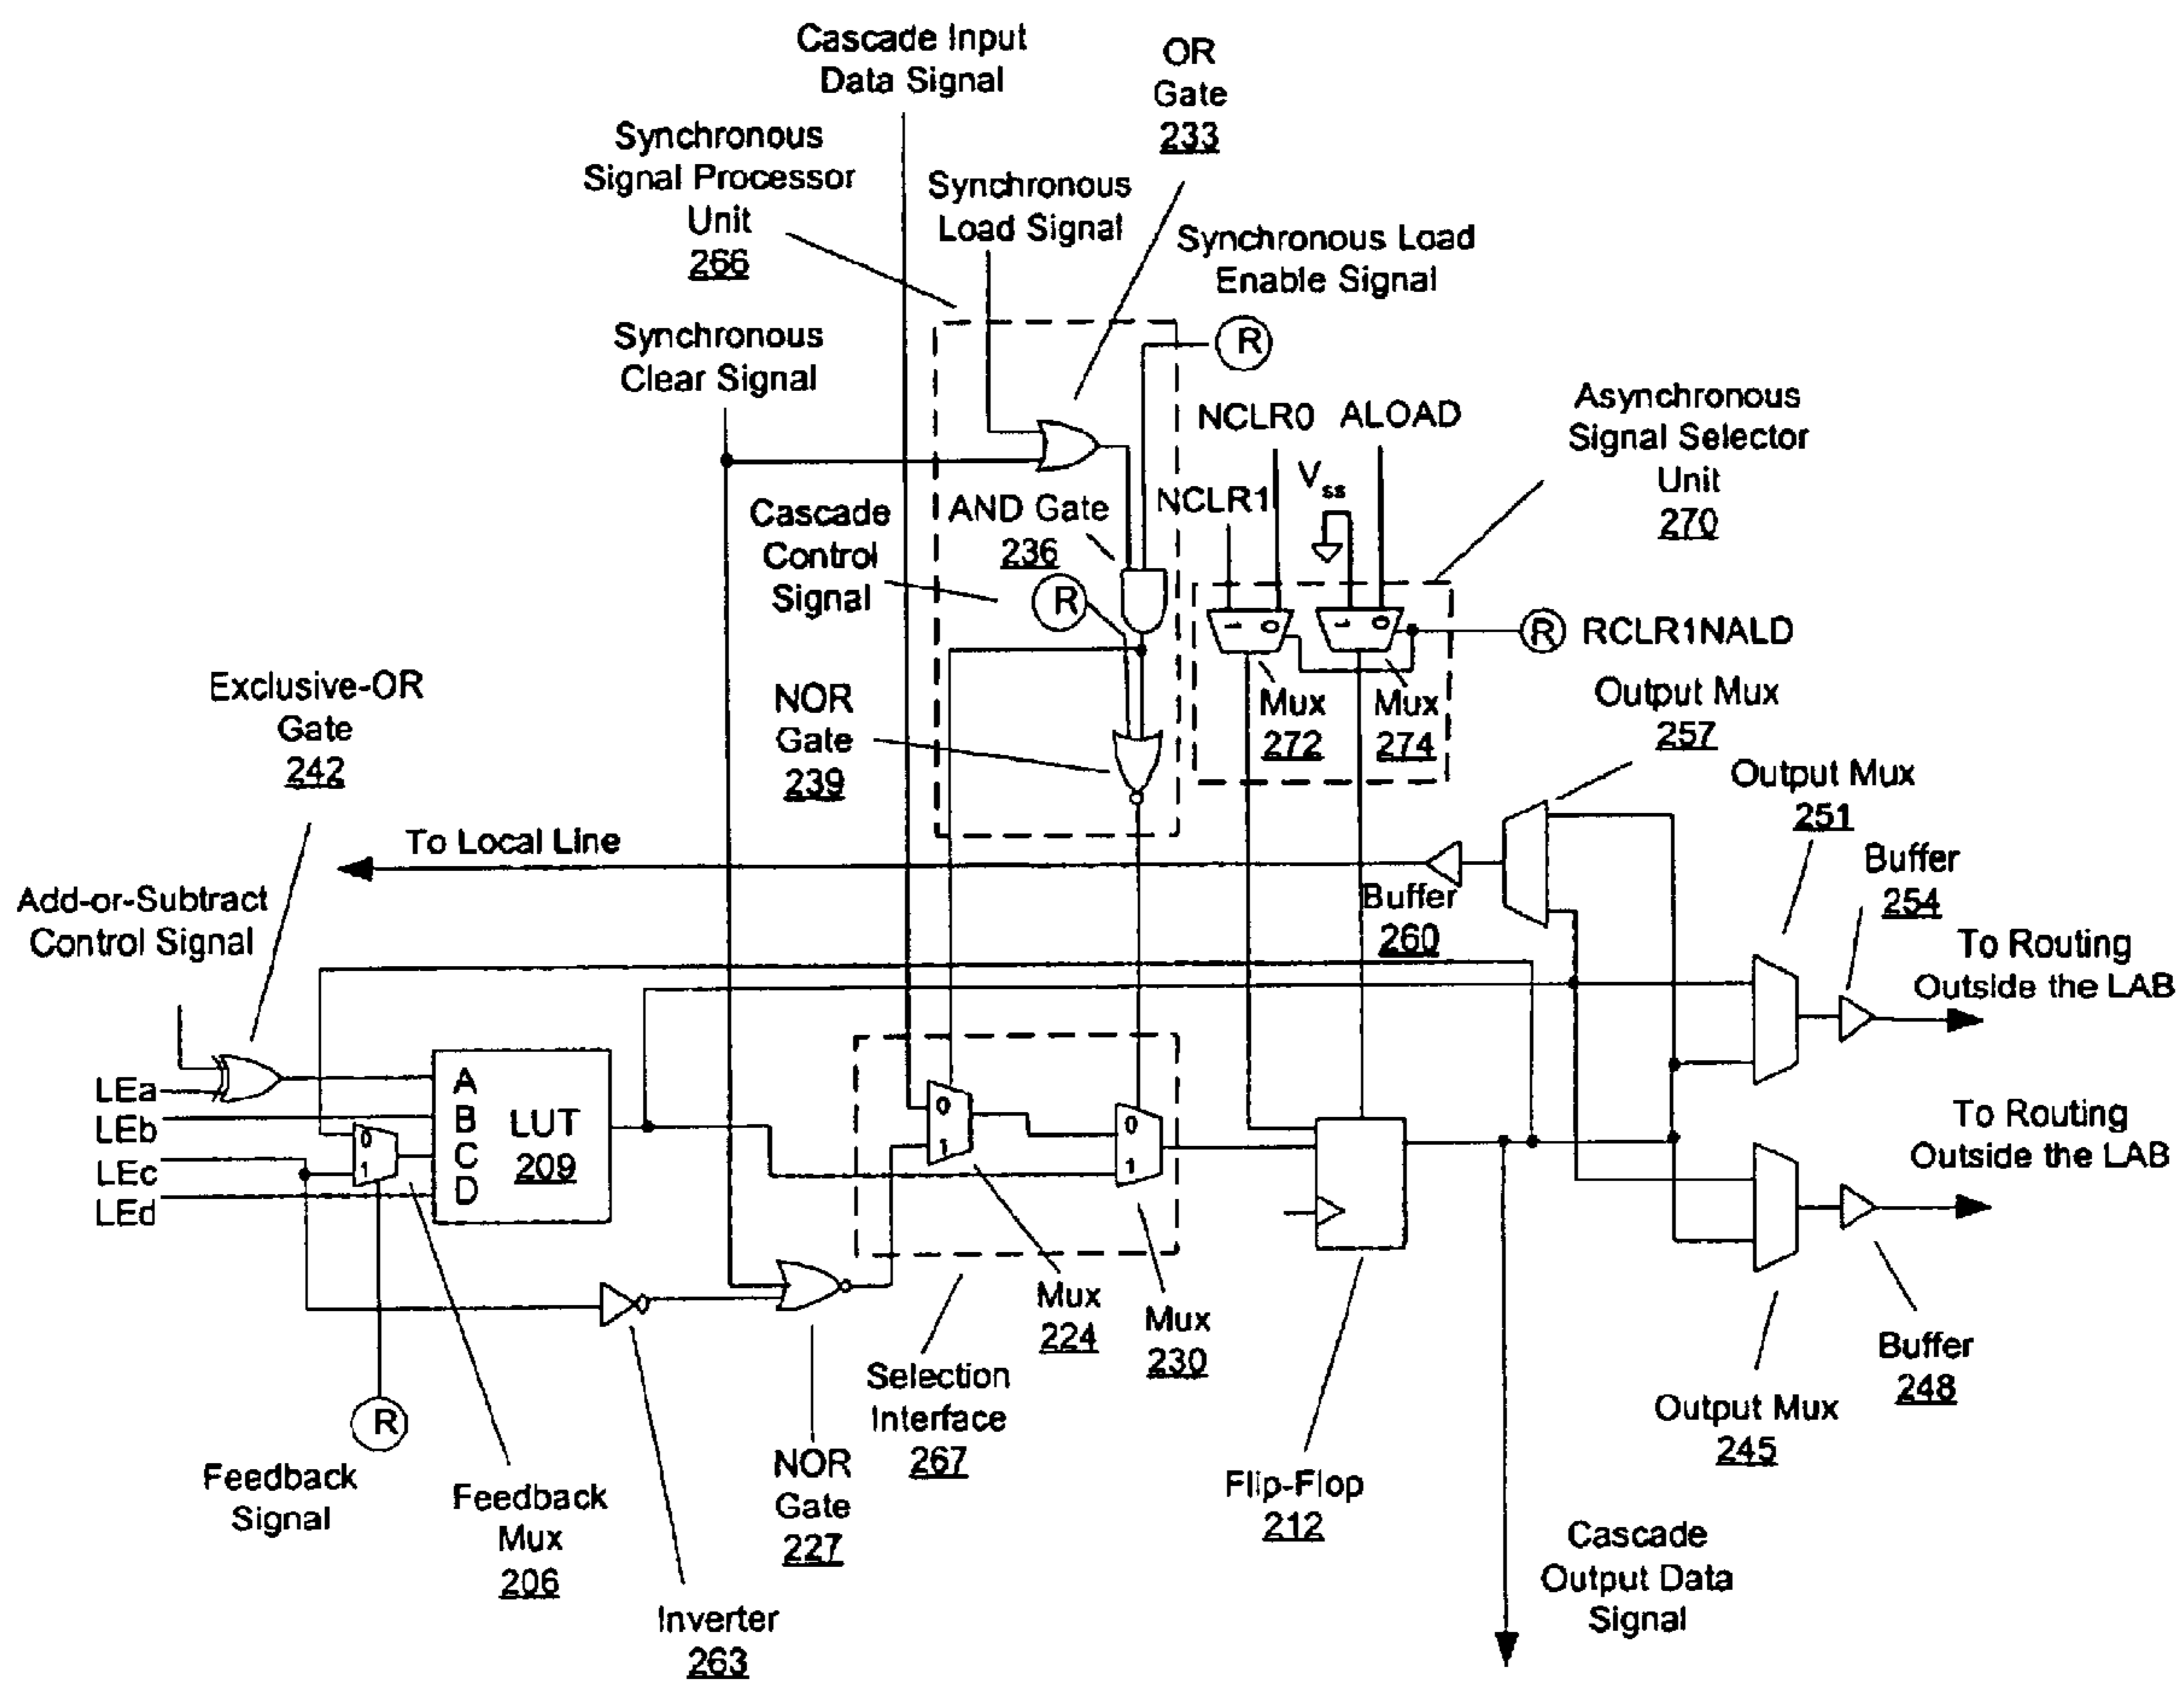 Cascade Input
Data Signal
OR
Gate
233
Synchronous
Signal Processor
Unit
266
Synchronous
Load Signal
Synchronous Load
Enable Signal
R
Synchronous
Clear Signal
NCLR0
ALOAD
Asynchronous
Signal Selector
Unit
270
Vss
NCLR1
Cascade
Control
Signal
AND Gate
236
R
1
0
1
0
R
RCLR1NALD
Mux
272
Mux
274
Output Mux
257
Exclusive-OR
Gate
242
NOR
Gate
239
Output Mux
251
To Local Line
Buffer
260
Buffer
254
Add-or-Subtract
Control Signal
To Routing
Outside the LAB
LEa
LEb
LEc
LEd
0
1
A
B
C
D
LUT
209
0
1
0
1
To Routing
Outside the LAB
Mux
224
Mux
230
Selection
Interface
267
Buffer
248
Output Mux
245
R
Feedback
Signal
Feedback
Mux
206
NOR
Gate
227
Flip-Flop
212
Inverter
263
Cascade
Output Data
Signal